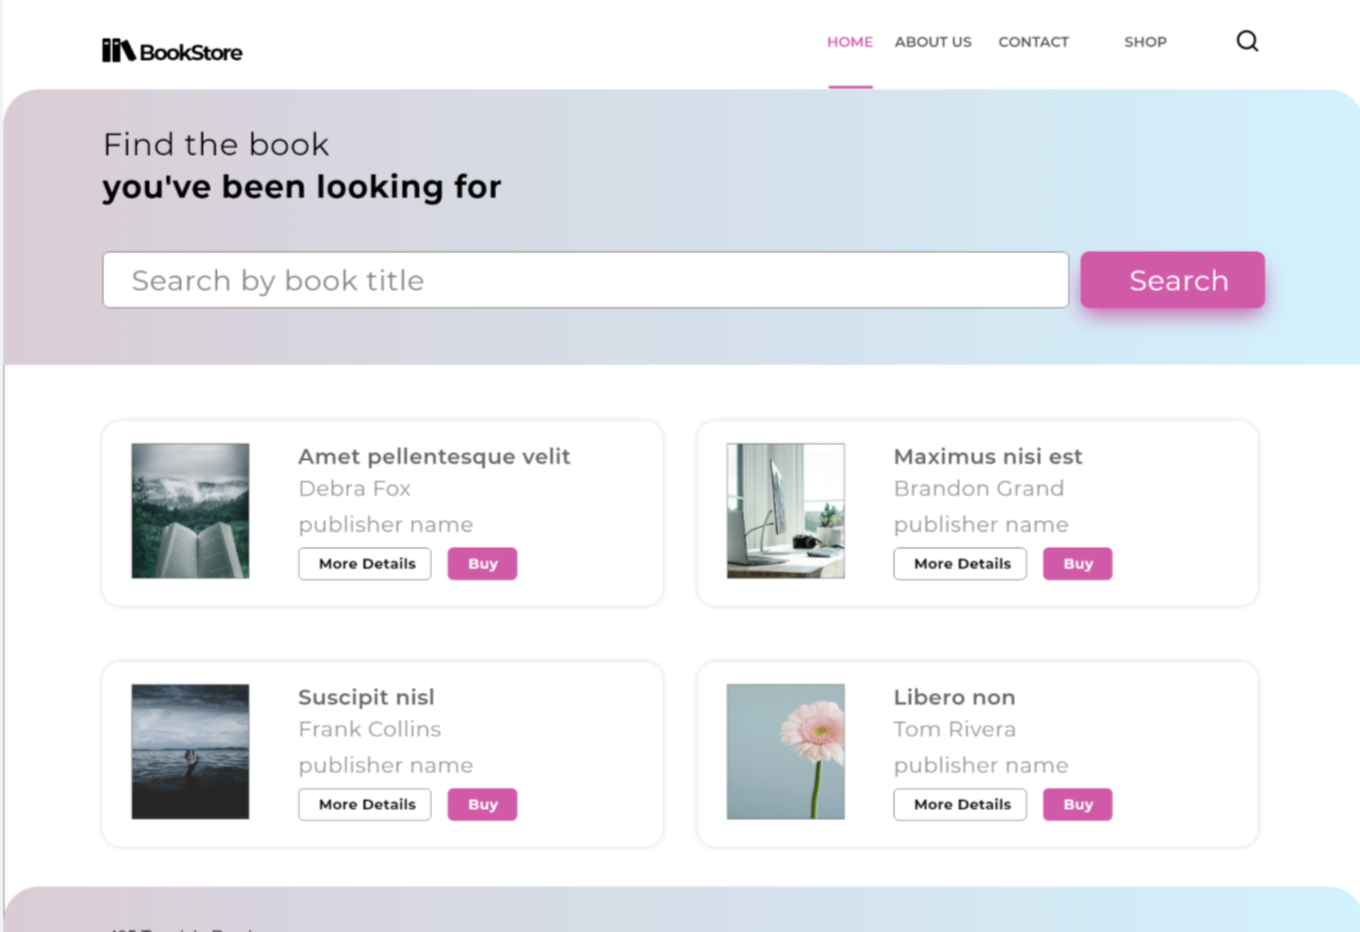 BookStore
HOME ABOUT US CONTACT SHOP
Find the book
you've been looking for
Search by book title
Search
Amet pellentesque velit
Debra Fox
publisher name
More Details Buy
Maximus nisi est
Brandon Grand
publisher name
More Details Buy
Suscipit nisl
Frank Collins
publisher name
More Details Buy
Libero non
Tom Rivera
publisher name
More Details Buy